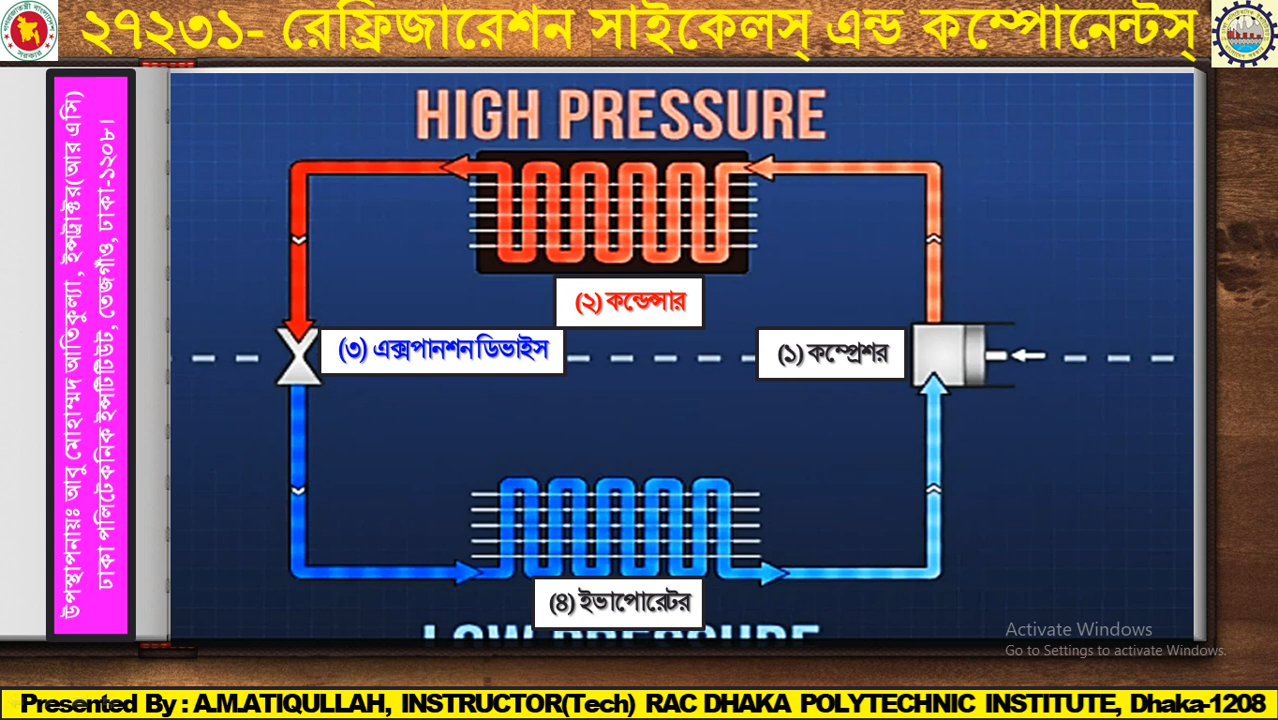 ২৭২৩১- রেফ্রিজারেশন সাইকেলস্ এন্ড কম্পোনেন্টস্
উপস্থাপনায়ঃ আবু মোহাম্মদ আতিকুল্যা, ইন্সট্রাক্টর(আর এসি)
ঢাকা পলিটেকনিক ইন্সটিটিউট, তেজগাঁও, ঢাকা-১২০৮।
HIGH PRESSURE
(২) কন্ডেন্সার
(৩) এক্সপানশন ডিভাইস
(১) কম্প্রেশর
(৪) ইভাপোরেটর
LOW PRESSURE
Activate Windows
Go to Settings to activate Windows.
Presented By : A.M.ATIQULLAH, INSTRUCTOR(Tech) RAC DHAKA POLYTECHNIC INSTITUTE, Dhaka-1208